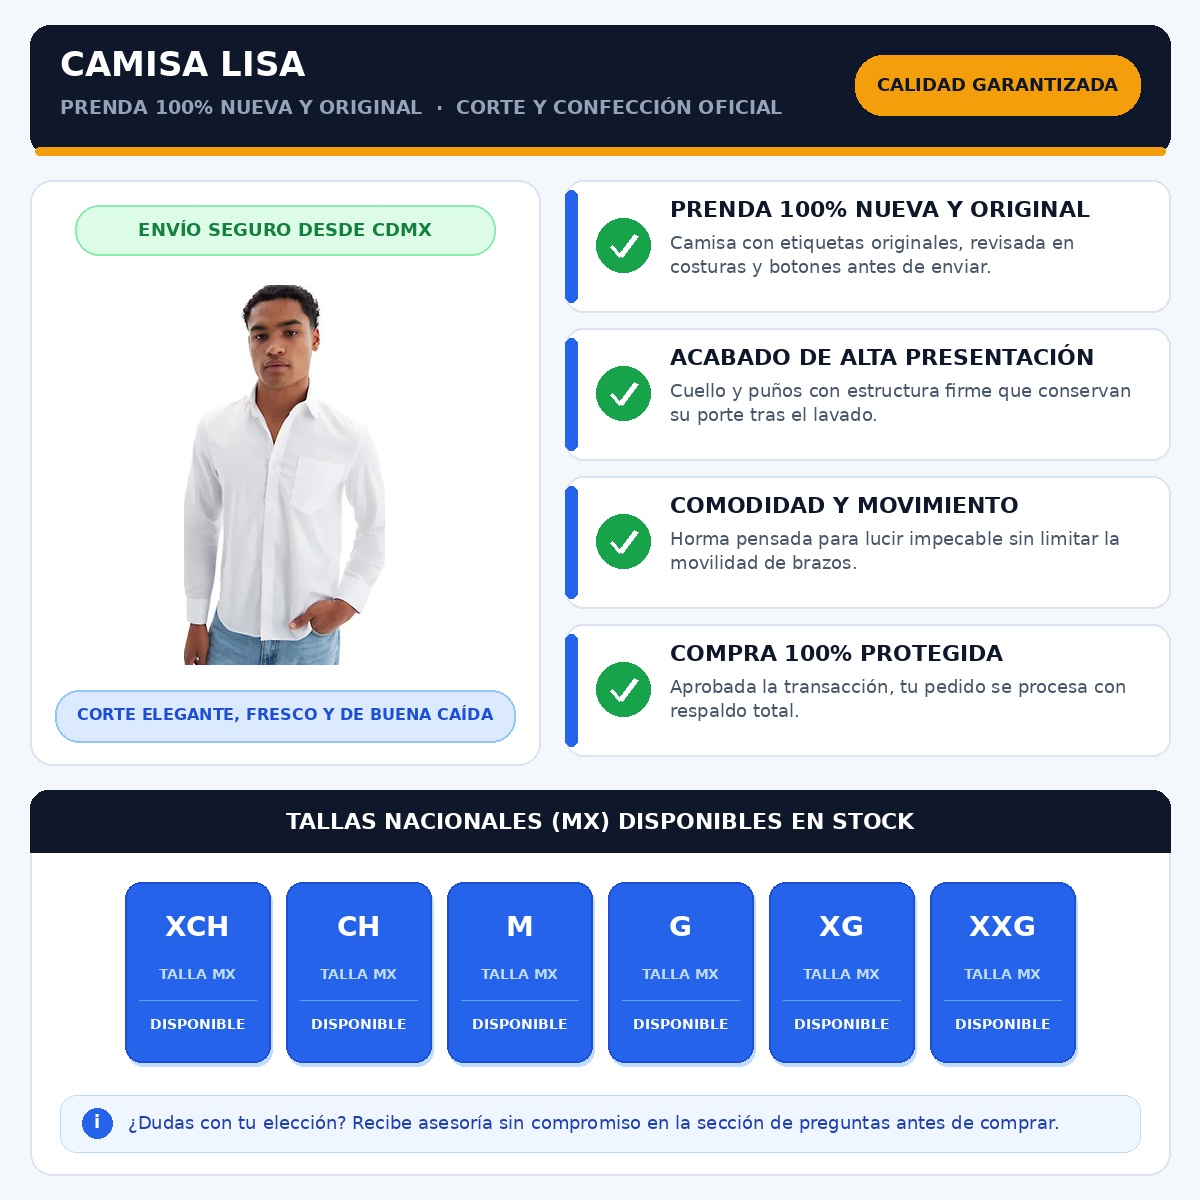 CAMISA LISA
PRENDA 100% NUEVA Y ORIGINAL · CORTE Y CONFECCIÓN OFICIAL
CALIDAD GARANTIZADA
ENVÍO SEGURO DESDE CDMX
CORTE ELEGANTE, FRESCO Y DE BUENA CAÍDA
PRENDA 100% NUEVA Y ORIGINAL
Camisa con etiquetas originales, revisada en
costuras y botones antes de enviar.
ACABADO DE ALTA PRESENTACIÓN
Cuello y puños con estructura firme que conservan
su porte tras el lavado.
COMODIDAD Y MOVIMIENTO
Horma pensada para lucir impecable sin limitar la
movilidad de brazos.
COMPRA 100% PROTEGIDA
Aprobada la transacción, tu pedido se procesa con
respaldo total.
TALLAS NACIONALES (MX) DISPONIBLES EN STOCK
XCH
TALLA MX
DISPONIBLE
CH
TALLA MX
DISPONIBLE
M
TALLA MX
DISPONIBLE
G
TALLA MX
DISPONIBLE
XG
TALLA MX
DISPONIBLE
XXG
TALLA MX
DISPONIBLE
i
¿Dudas con tu elección? Recibe asesoría sin compromiso en la sección de preguntas antes de comprar.